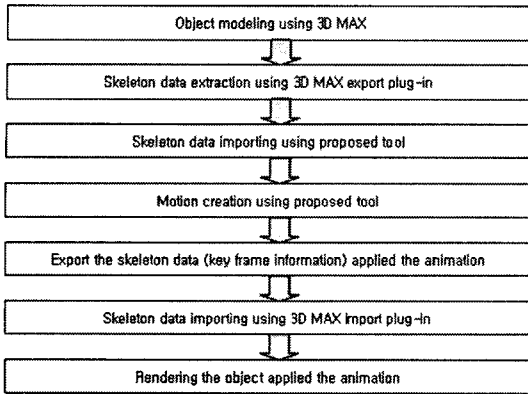 Object modeling using 3D MAX
Skeleton data extraction using 3D MAX export plug-in
Skeleton data importing using proposed tool
Motion creation using proposed tool
Export the skeleton data (key frame information) applied the animation
Skeleton data importing using 3D MAX import plug-in
Rendering the object applied the animation